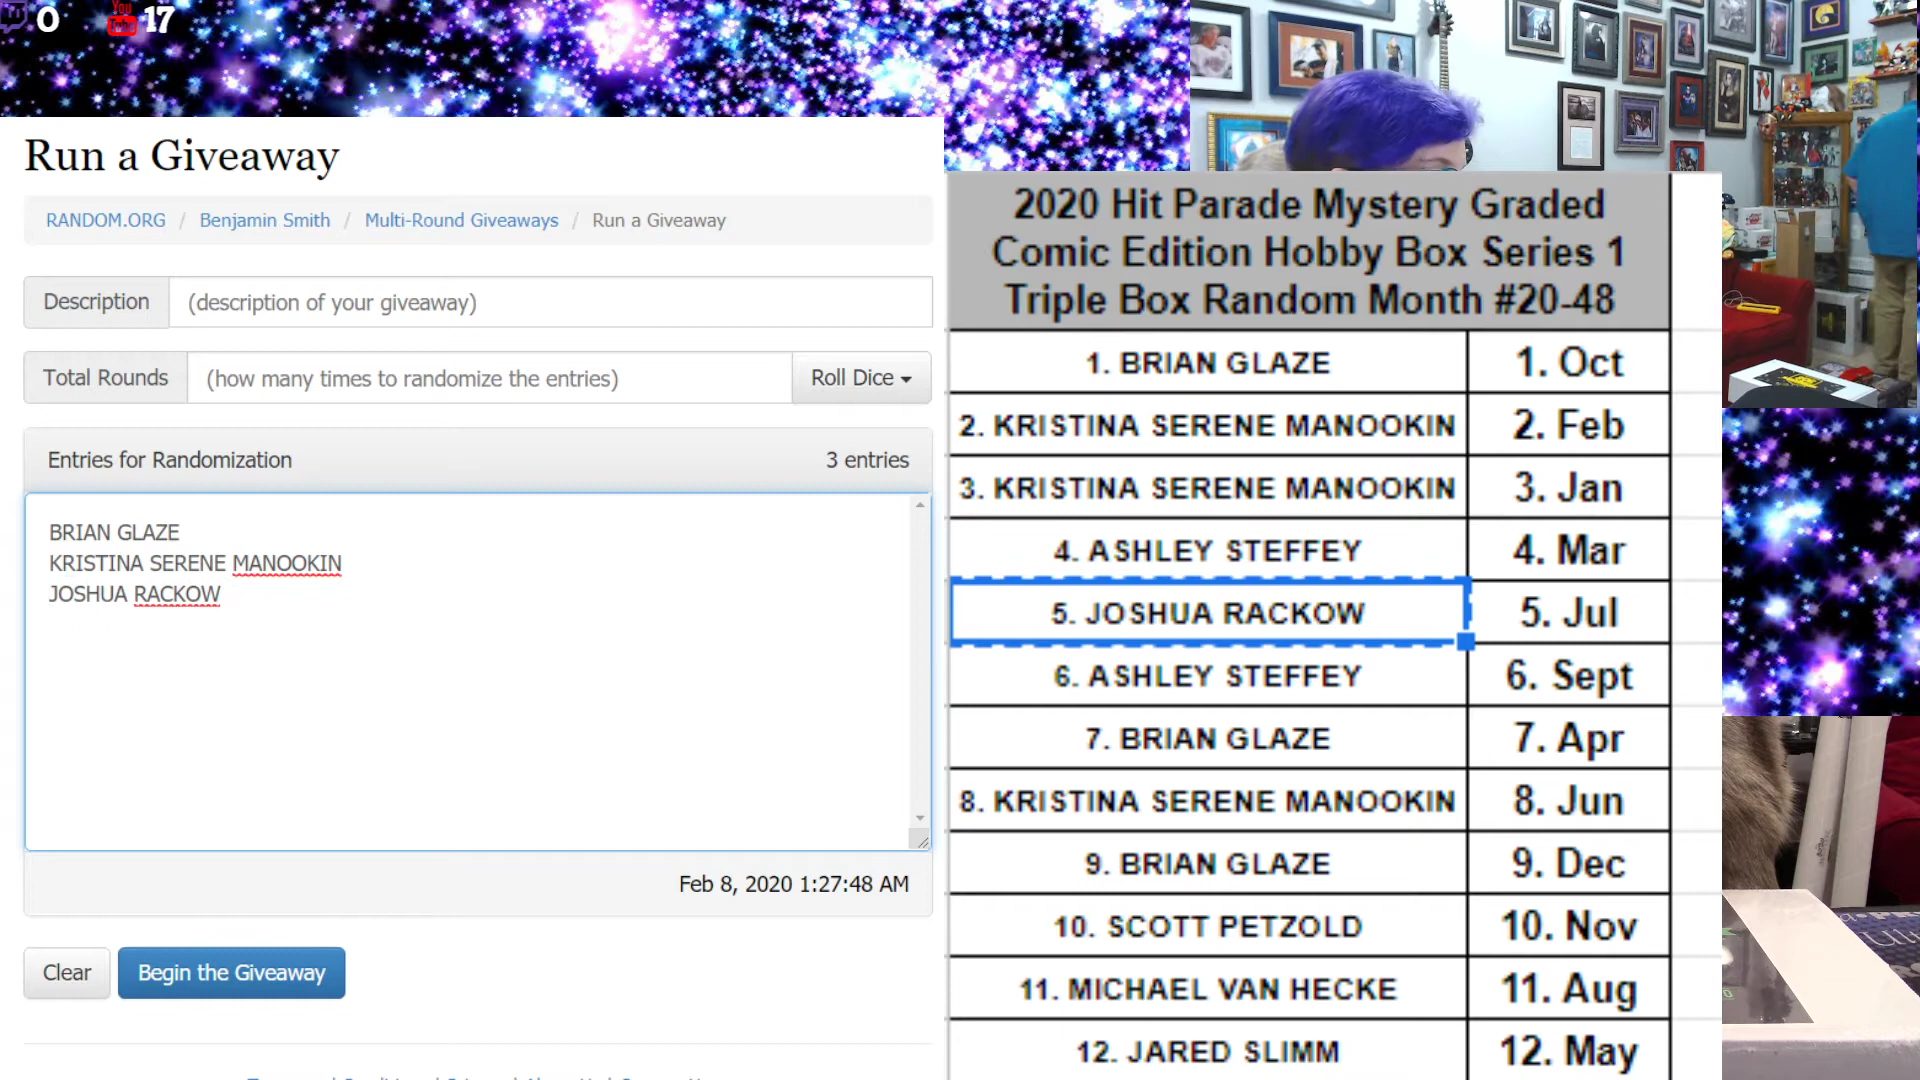 0 You Tube 17
Run a Giveaway
RANDOM.ORG / Benjamin Smith / Multi-Round Giveaways / Run a Giveaway
Description (description of your giveaway)
Total Rounds (how many times to randomize the entries) Roll Dice
Entries for Randomization 3 entries
BRIAN GLAZE
KRISTINA SERENE MANOOKIN
JOSHUA RACKOW
Feb 8, 2020 1:27:48 AM
Clear Begin the Giveaway
2020 Hit Parade Mystery Graded
Comic Edition Hobby Box Series 1
Triple Box Random Month #20-48
1. BRIAN GLAZE 1. Oct
2. KRISTINA SERENE MANOOKIN 2. Feb
3. KRISTINA SERENE MANOOKIN 3. Jan
4. ASHLEY STEFFEY 4. Mar
5. JOSHUA RACKOW 5. Jul
6. ASHLEY STEFFEY 6. Sept
7. BRIAN GLAZE 7. Apr
8. KRISTINA SERENE MANOOKIN 8. Jun
9. BRIAN GLAZE 9. Dec
10. SCOTT PETZOLD 10. Nov
11. MICHAEL VAN HECKE 11. Aug
12. JARED SLIMM 12. May